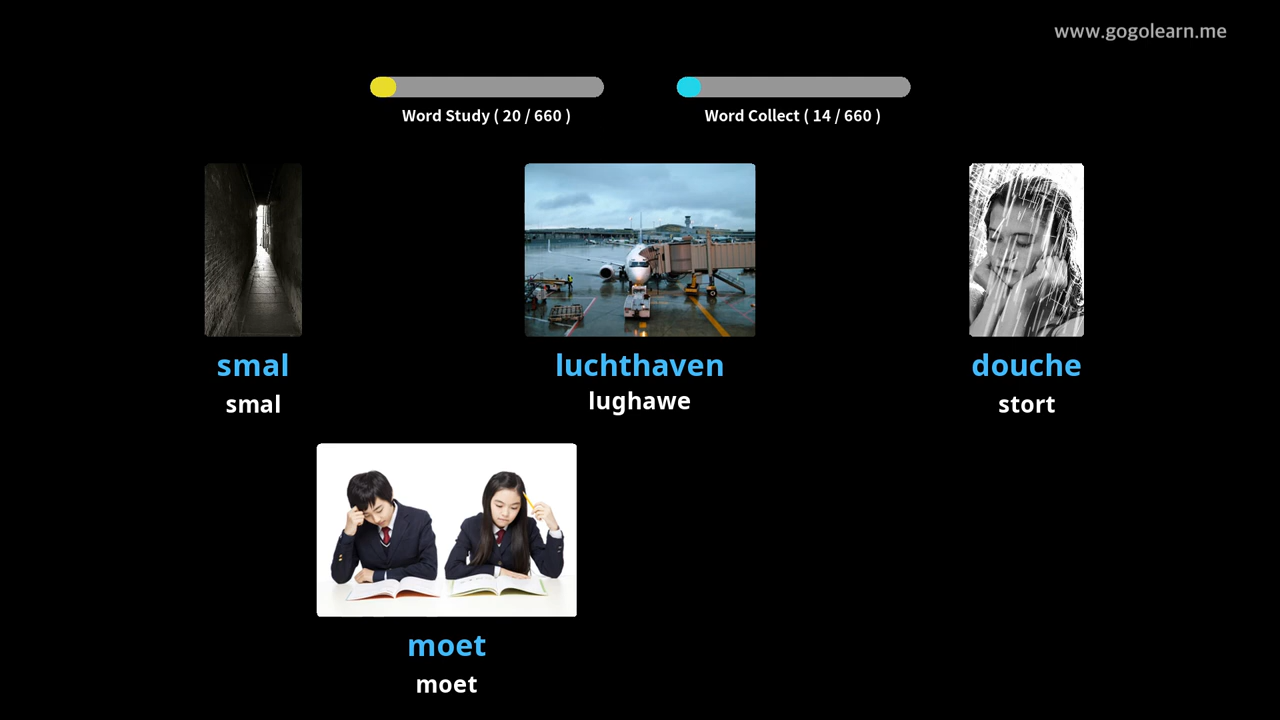 www.gogolearn.me
Word Study ( 20 / 660 )
Word Collect ( 14 / 660 )
smal
smal
luchthaven
lughawe
douche
stort
moet
moet